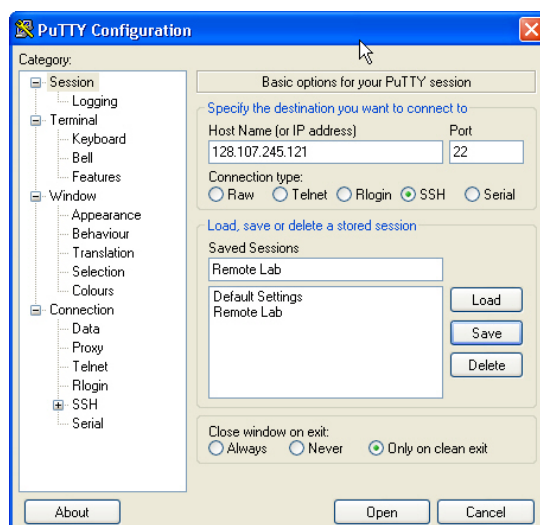 PuTTY Configuration
Category:
Session
Logging
Terminal
Keyboard
Bell
Features
Window
Appearance
Behaviour
Translation
Selection
Colours
Connection
Data
Proxy
Telnet
Rlogin
SSH
Serial
Basic options for your PuTTY session
Specify the destination you want to connect to
Host Name (or IP address) Port
128.107.245.121 22
Connection type:
Raw Telnet Rlogin SSH Serial
Load, save or delete a stored session
Saved Sessions
Remote Lab
Default Settings
Remote Lab
Load
Save
Delete
Close window on exit:
Always Never Only on clean exit
About Open Cancel